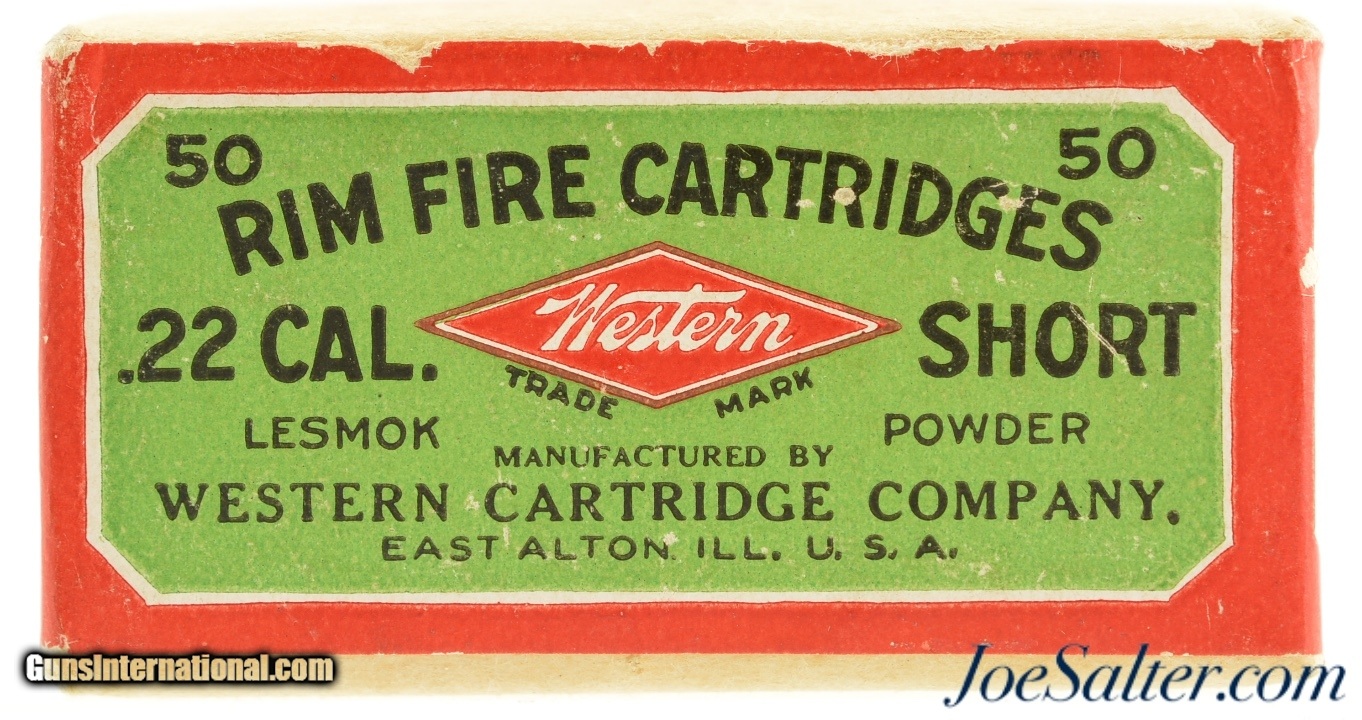 50 50
RIM FIRE CARTRIDGES
.22 CAL. Western SHORT
TRADE MARK
LESMOK POWDER
MANUFACTURED BY
WESTERN CARTRIDGE COMPANY.
EAST ALTON. ILL. U. S. A.
GunsInternational.com
JoeSalter.com